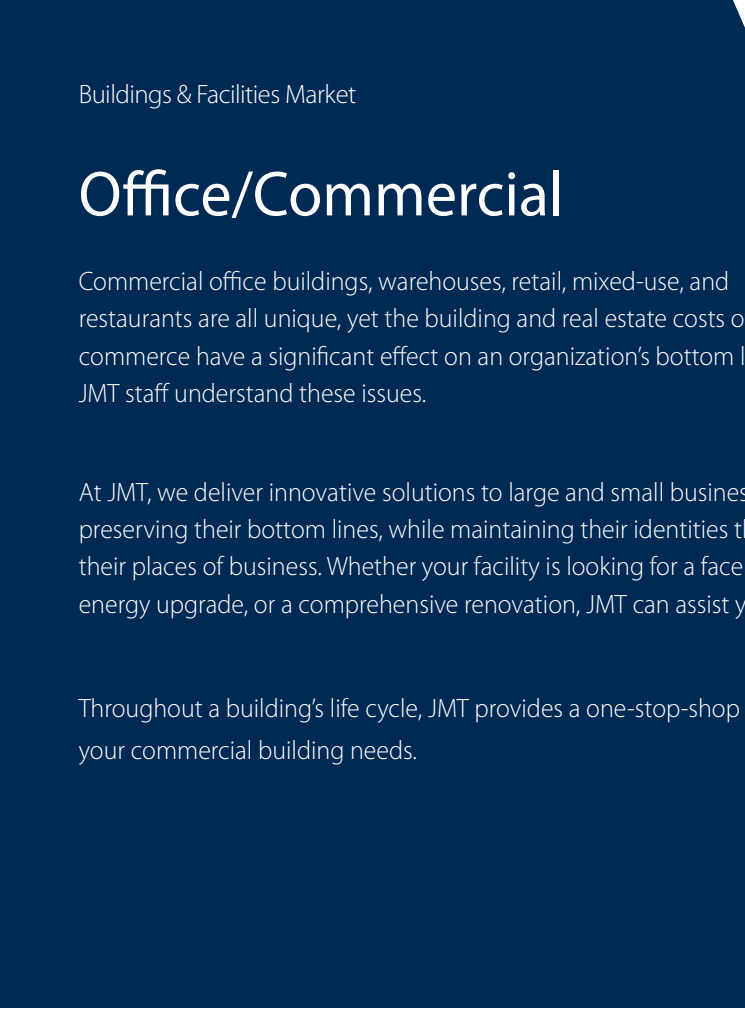 Buildings & Facilities Market
Office/Commercial
Commercial office buildings, warehouses, retail, mixed-use, and
restaurants are all unique, yet the building and real estate costs
commerce have a significant effect on an organization’s bottom
JMT staff understand these issues.
At JMT, we deliver innovative solutions to large and small
preserving their bottom lines, while maintaining their identities
their places of business. Whether your facility is looking for a face
energy upgrade, or a comprehensive renovation, JMT can assist
Throughout a building’s life cycle, JMT provides a one-stop-shop
your commercial building needs.